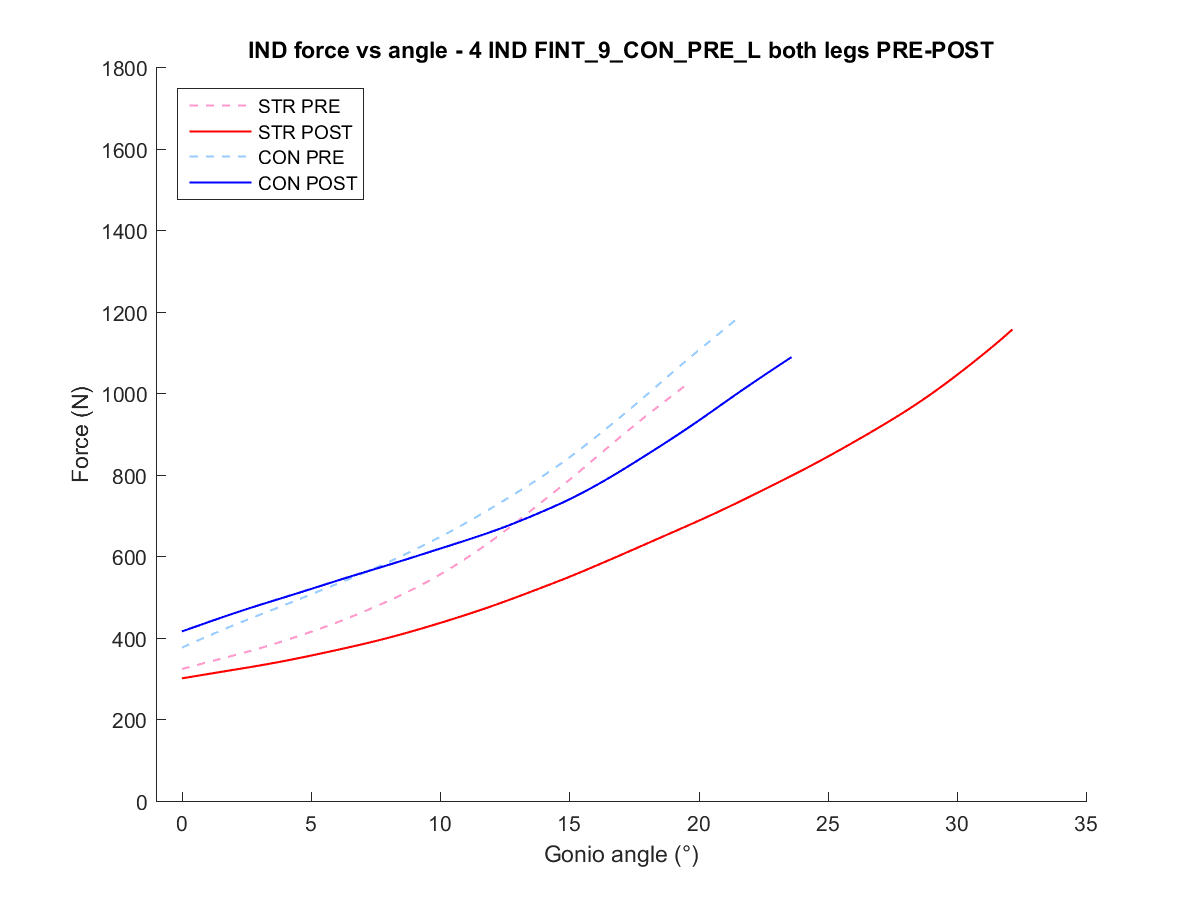 IND force vs angle - 4 IND FINT_9_CON_PRE_L both legs PRE-POST
1800
1600
1400
1200
1000
800
600
400
200
0
STR PRE
STR POST
CON PRE
CON POST
Force (N)
0 5 10 15 20 25 30 35
Gonio angle (°)